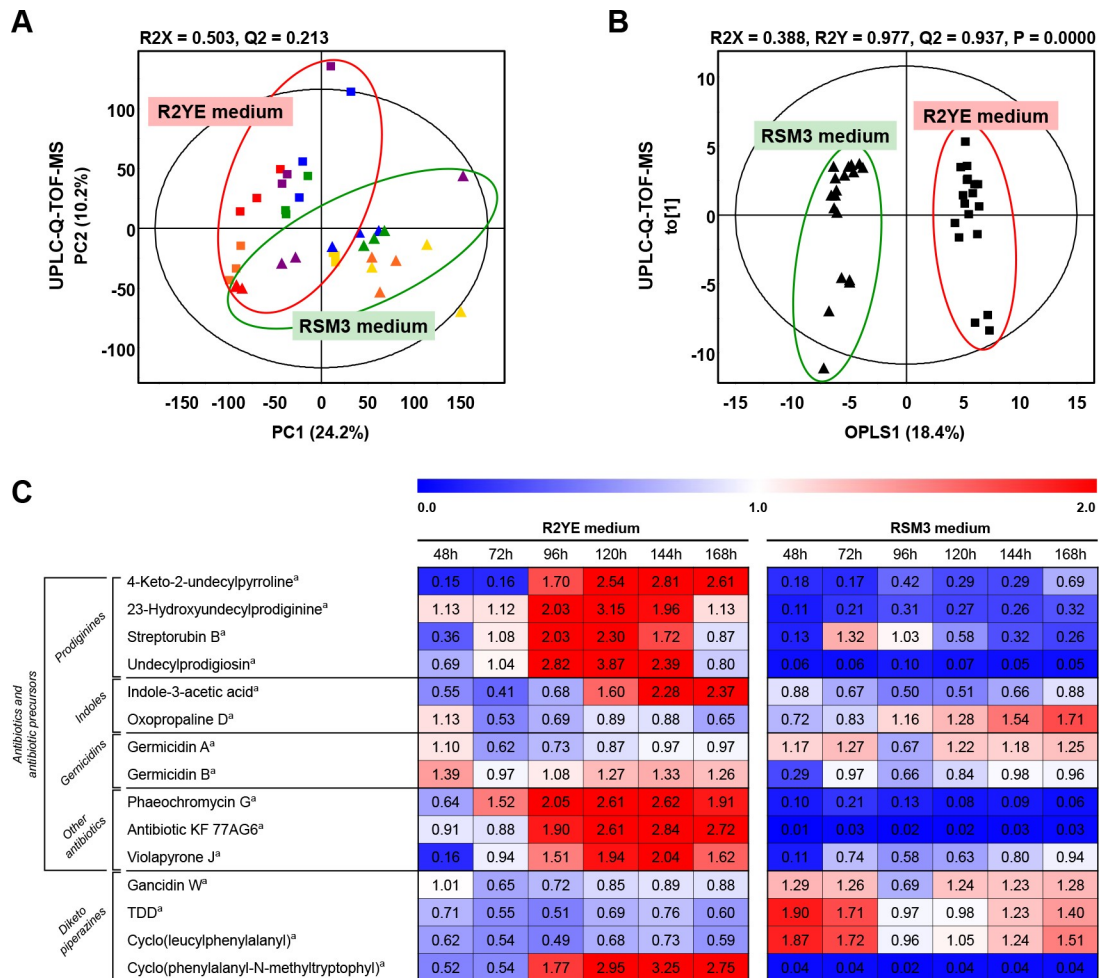 A
R2X = 0.503, Q2 = 0.213
UPLC-Q-TOF-MS
PC2 (10.2%)
100
50
0
-50
-100
R2YE medium
RSM3 medium
-150 -100 -50 0 50 100 150
PC1 (24.2%)
B
R2X = 0.388, R2Y = 0.977, Q2 = 0.937, P = 0.0000
UPLC-Q-TOF-MS
to[1]
10
5
0
-5
-10
R2YE medium
RSM3 medium
-15 -10 -5 0 5 10 15
OPLS1 (18.4%)
C
0.0 1.0 2.0
R2YE medium RSM3 medium
48h 72h 96h 120h 144h 168h 48h 72h 96h 120h 144h 168h
Antibiotics and
antibiotic precursors
Prodiginines
4-Keto-2-undecylpyrrolineᵃ 0.15 0.16 1.70 2.54 2.81 2.61 0.18 0.17 0.42 0.29 0.29 0.69
23-Hydroxyundecylprodiginineᵃ 1.13 1.12 2.03 3.15 1.96 1.13 0.11 0.21 0.31 0.27 0.26 0.32
Streptorubin Bᵃ 0.36 1.08 2.03 2.30 1.72 0.87 0.13 1.32 1.03 0.58 0.32 0.26
Undecylprodigiosinᵃ 0.69 1.04 2.82 3.87 2.39 0.80 0.06 0.06 0.10 0.07 0.05 0.05
Indoles
Indole-3-acetic acidᵃ 0.55 0.41 0.68 1.60 2.28 2.37 0.88 0.67 0.50 0.51 0.66 0.88
Oxopropaline Dᵃ 1.13 0.53 0.69 0.89 0.88 0.65 0.72 0.83 1.16 1.28 1.54 1.71
Germicidins
Germicidin Aᵃ 1.10 0.62 0.73 0.87 0.97 0.97 1.17 1.27 0.67 1.22 1.18 1.25
Germicidin Bᵃ 1.39 0.97 1.08 1.27 1.33 1.26 0.29 0.97 0.66 0.84 0.98 0.96
Other
antibiotics
Phaeochromycin Gᵃ 0.64 1.52 2.05 2.61 2.62 1.91 0.10 0.21 0.13 0.08 0.09 0.06
Antibiotic KF 77AG6ᵃ 0.91 0.88 1.90 2.61 2.84 2.72 0.01 0.03 0.02 0.02 0.03 0.03
Violapyrone Jᵃ 0.16 0.94 1.51 1.94 2.04 1.62 0.11 0.74 0.58 0.63 0.80 0.94
Diketo
piperazines
Gancidin Wᵃ 1.01 0.65 0.72 0.85 0.89 0.88 1.29 1.26 0.69 1.24 1.23 1.28
TDDᵃ 0.71 0.55 0.51 0.69 0.76 0.60 1.90 1.71 0.97 0.98 1.23 1.40
Cyclo(leucylphenylalanyl)ᵃ 0.62 0.54 0.49 0.68 0.73 0.59 1.87 1.72 0.96 1.05 1.24 1.51
Cyclo(phenylalanyl-N-methyltryptophyl)ᵃ 0.52 0.54 1.77 2.95 3.25 2.75 0.04 0.04 0.02 0.04 0.04 0.04